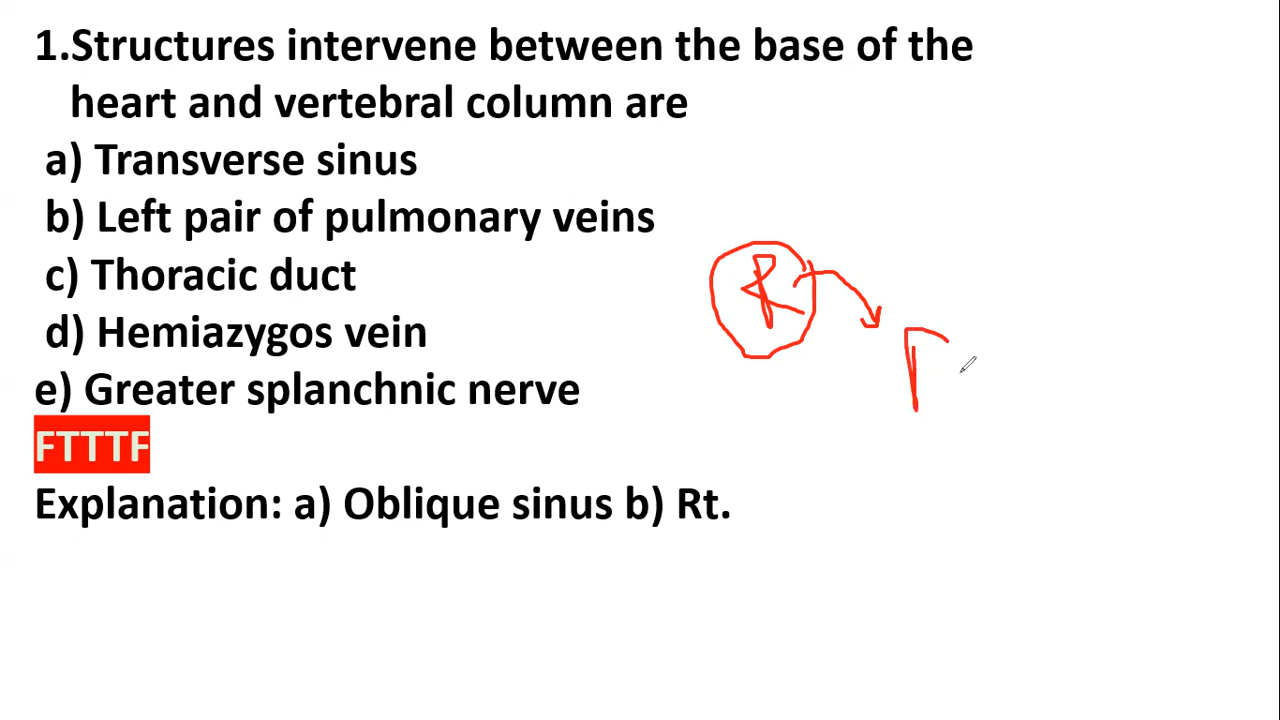 1.Structures intervene between the base of the
heart and vertebral column are
a) Transverse sinus
b) Left pair of pulmonary veins
c) Thoracic duct
d) Hemiazygos vein
e) Greater splanchnic nerve
FTTTF
Explanation: a) Oblique sinus b) Rt.
R